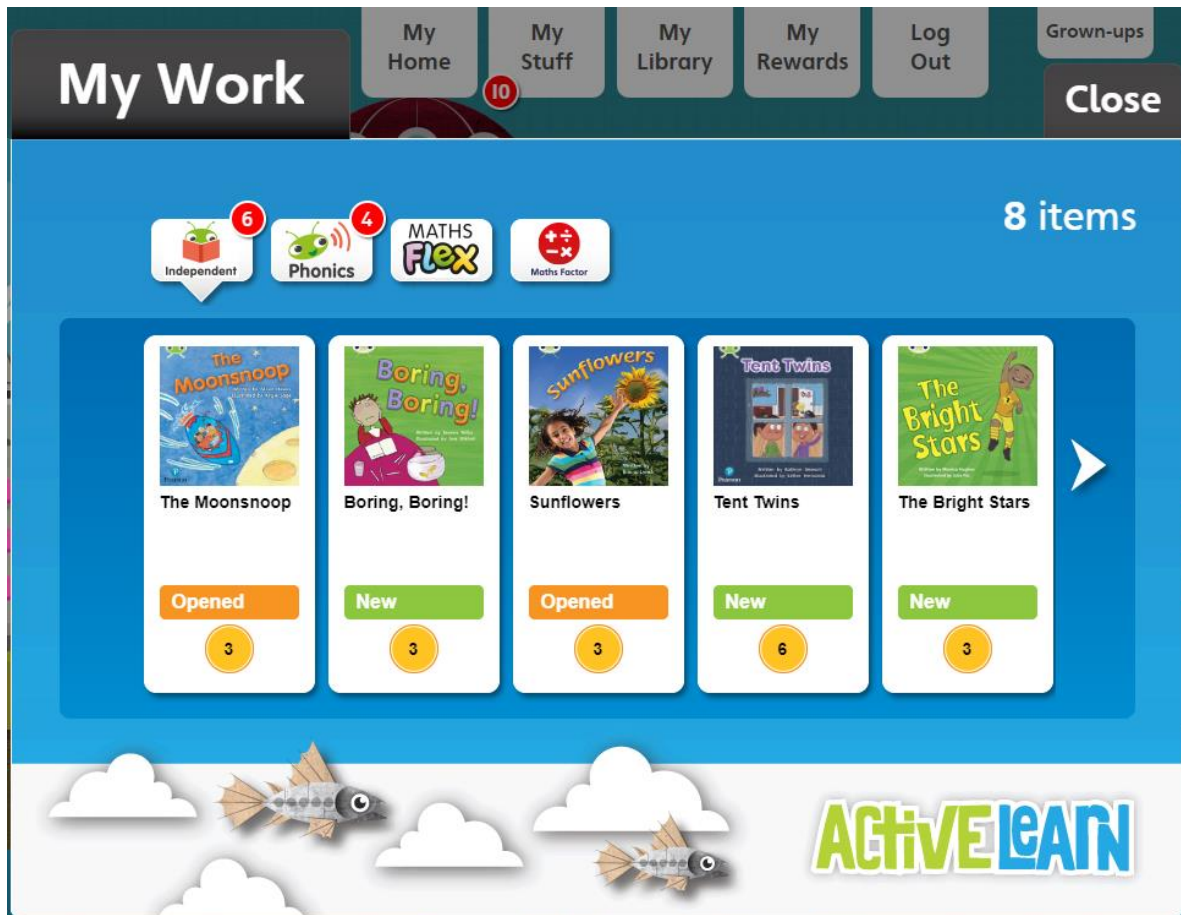 My Work
My Home
My Stuff
My Library
My Rewards
Log Out
Grown-ups
Close
10
8 items
6
Independent
4
Phonics
MATHS
FLex
Maths Factor
The Moonsnoop
Boring, Boring!
Sunflowers
Tent Twins
The Bright Stars
Pearson
The Moonsnoop
Boring, Boring!
Sunflowers
Tent Twins
The Bright Stars
Opened
New
Opened
New
New
3
3
3
6
3
ACTiVE LeARN